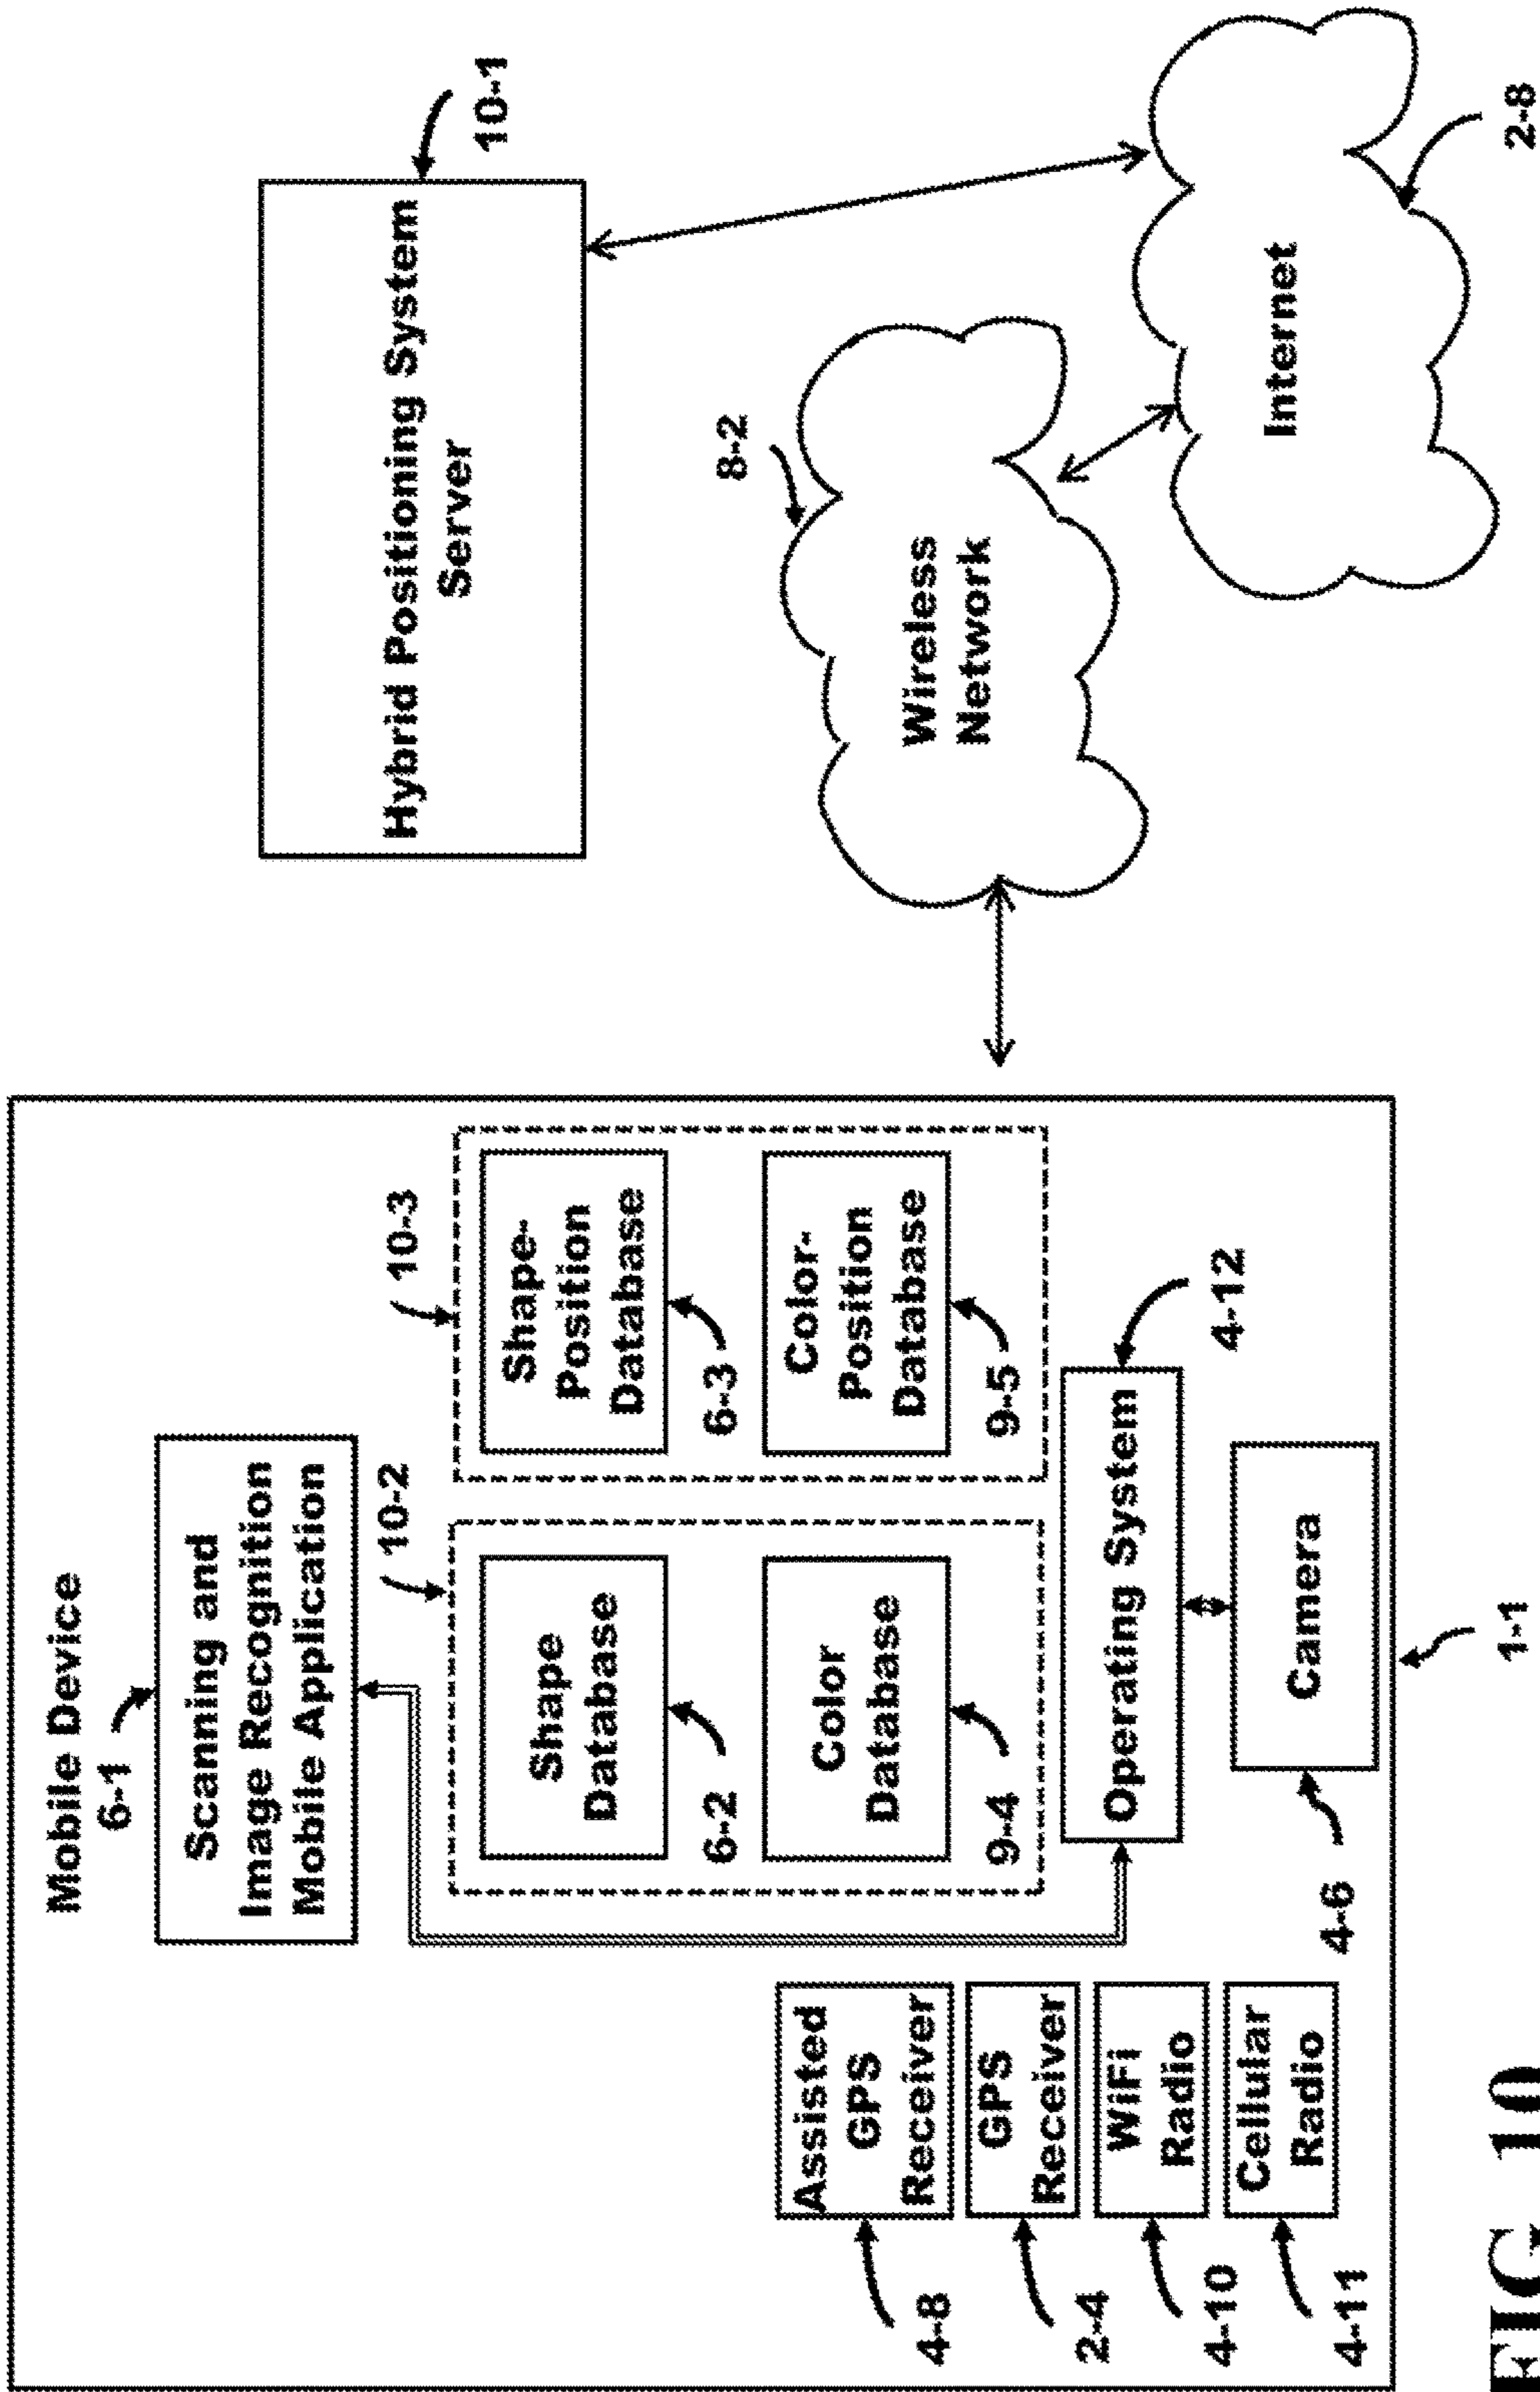 Mobile Device
6-1
Scanning and
Image Recognition
Mobile Application
10-2
10-3
Shape
Database
6-2
Color
Database
9-4
Shape-
Position
Database
6-3
Color-
Position
Database
9-5
Assisted
GPS
Receiver
4-8
GPS
Receiver
2-4
WiFi
Radio
4-10
Cellular
Radio
4-11
Operating System
4-12
Camera
4-6
1-1
Hybrid Positioning System
Server
10-1
8-2
Wireless
Network
Internet
2-8
FIG 10